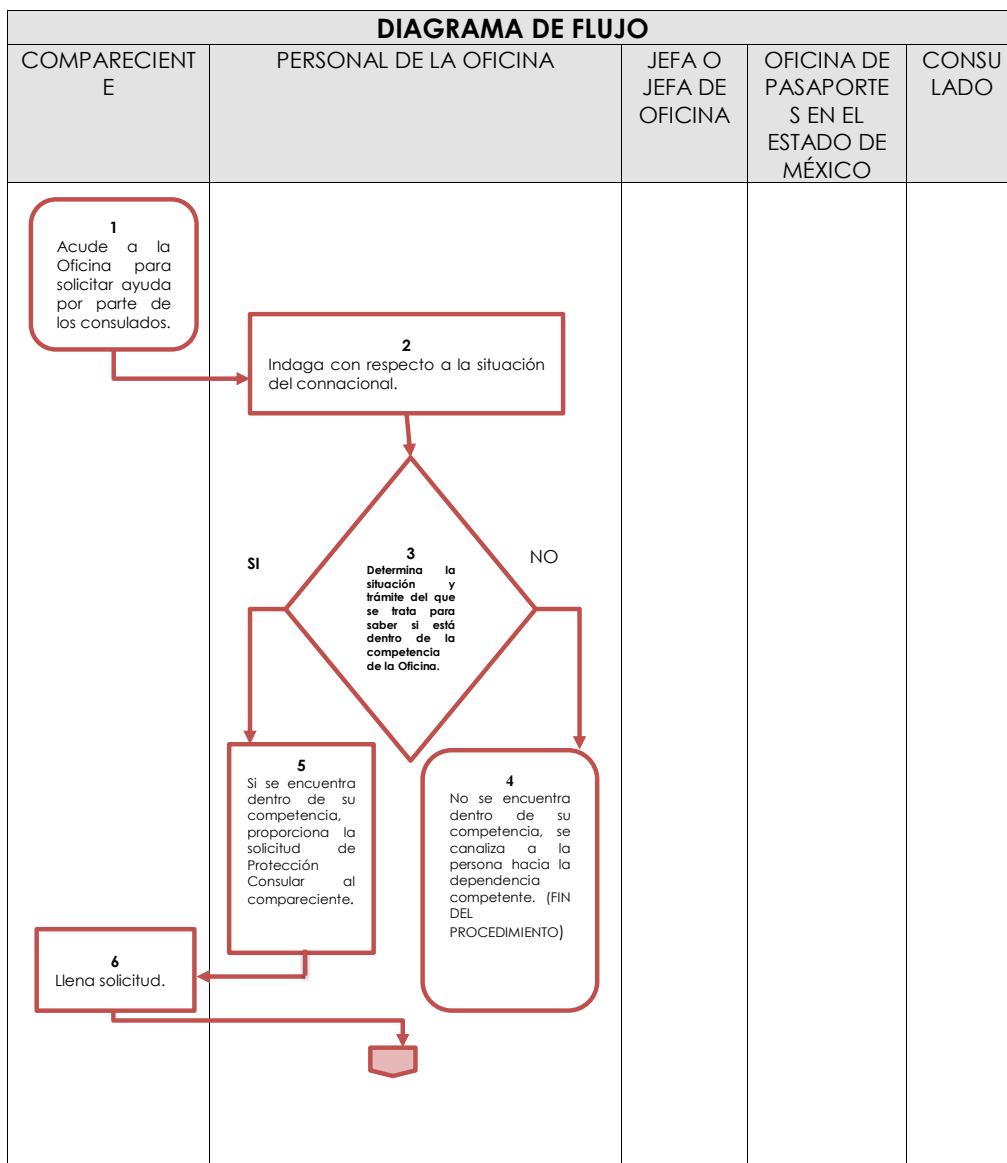 DIAGRAMA DE FLUJO
COMPARECIENT
E
PERSONAL DE LA OFICINA
JEFA O
JEFA DE
OFICINA
OFICINA DE
PASAPORTE
S EN EL
ESTADO DE
MÉXICO
CONSU
LADO
1
Acude a la
Oficina para
solicitar ayuda
por parte de
los consulados.
2
Indaga con respecto a la situación
del connacional.
SI
3
Determina la
situación y
trámite del que
se trata para
saber si está
dentro de la
competencia
de la Oficina.
NO
5
Si se encuentra
dentro de su
competencia,
proporciona la
solicitud de
Protección
Consular al
compareciente.
4
No se encuentra
dentro de su
competencia, se
canaliza a la
persona hacia la
dependencia
competente. (FIN
DEL
PROCEDIMIENTO)
6
Llena solicitud.